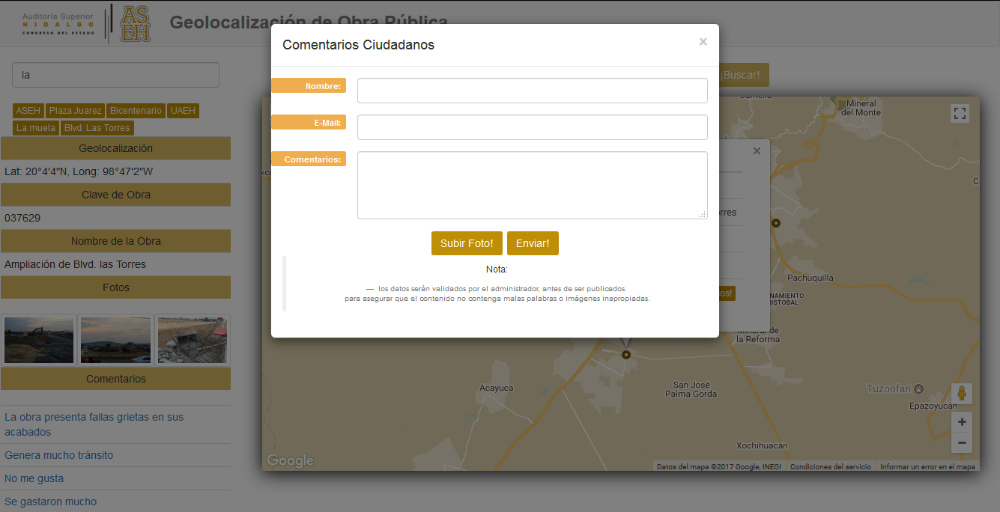 Auditoría Superior
HIDALGO
CONGRESO DEL ESTADO
ASEH
Geolocalización de Obra Pública
la
¡Buscar!
ASEH
Plaza Juarez
Bicentenario
UAEH
La muela
Blvd. Las Torres
Geolocalización
Lat: 20°4'4"N, Long: 98°47'2"W
Clave de Obra
037629
Nombre de la Obra
Ampliación de Blvd. las Torres
Fotos
Comentarios
La obra presenta fallas grietas en sus
acabados
Genera mucho tránsito
No me gusta
Se gastaron mucho
Comentarios Ciudadanos
×
Nombre:
E-Mail:
Comentarios:
Subir Foto!
Enviar!
Nota:
— los datos serán validados por el administrador, antes de ser publicados.
para asegurar que el contenido no contenga malas palabras o imágenes inapropiadas.
Mineral
del Monte
×
Pachuquilla
Mineral de
la Reforma
Acayuca
San José
Palma Gorda
Tuzoofari
Epazoyucan
Xochihuacán
+
−
Google
Datos del mapa ©2017 Google, INEGI
Condiciones del servicio
Informar un error en el mapa